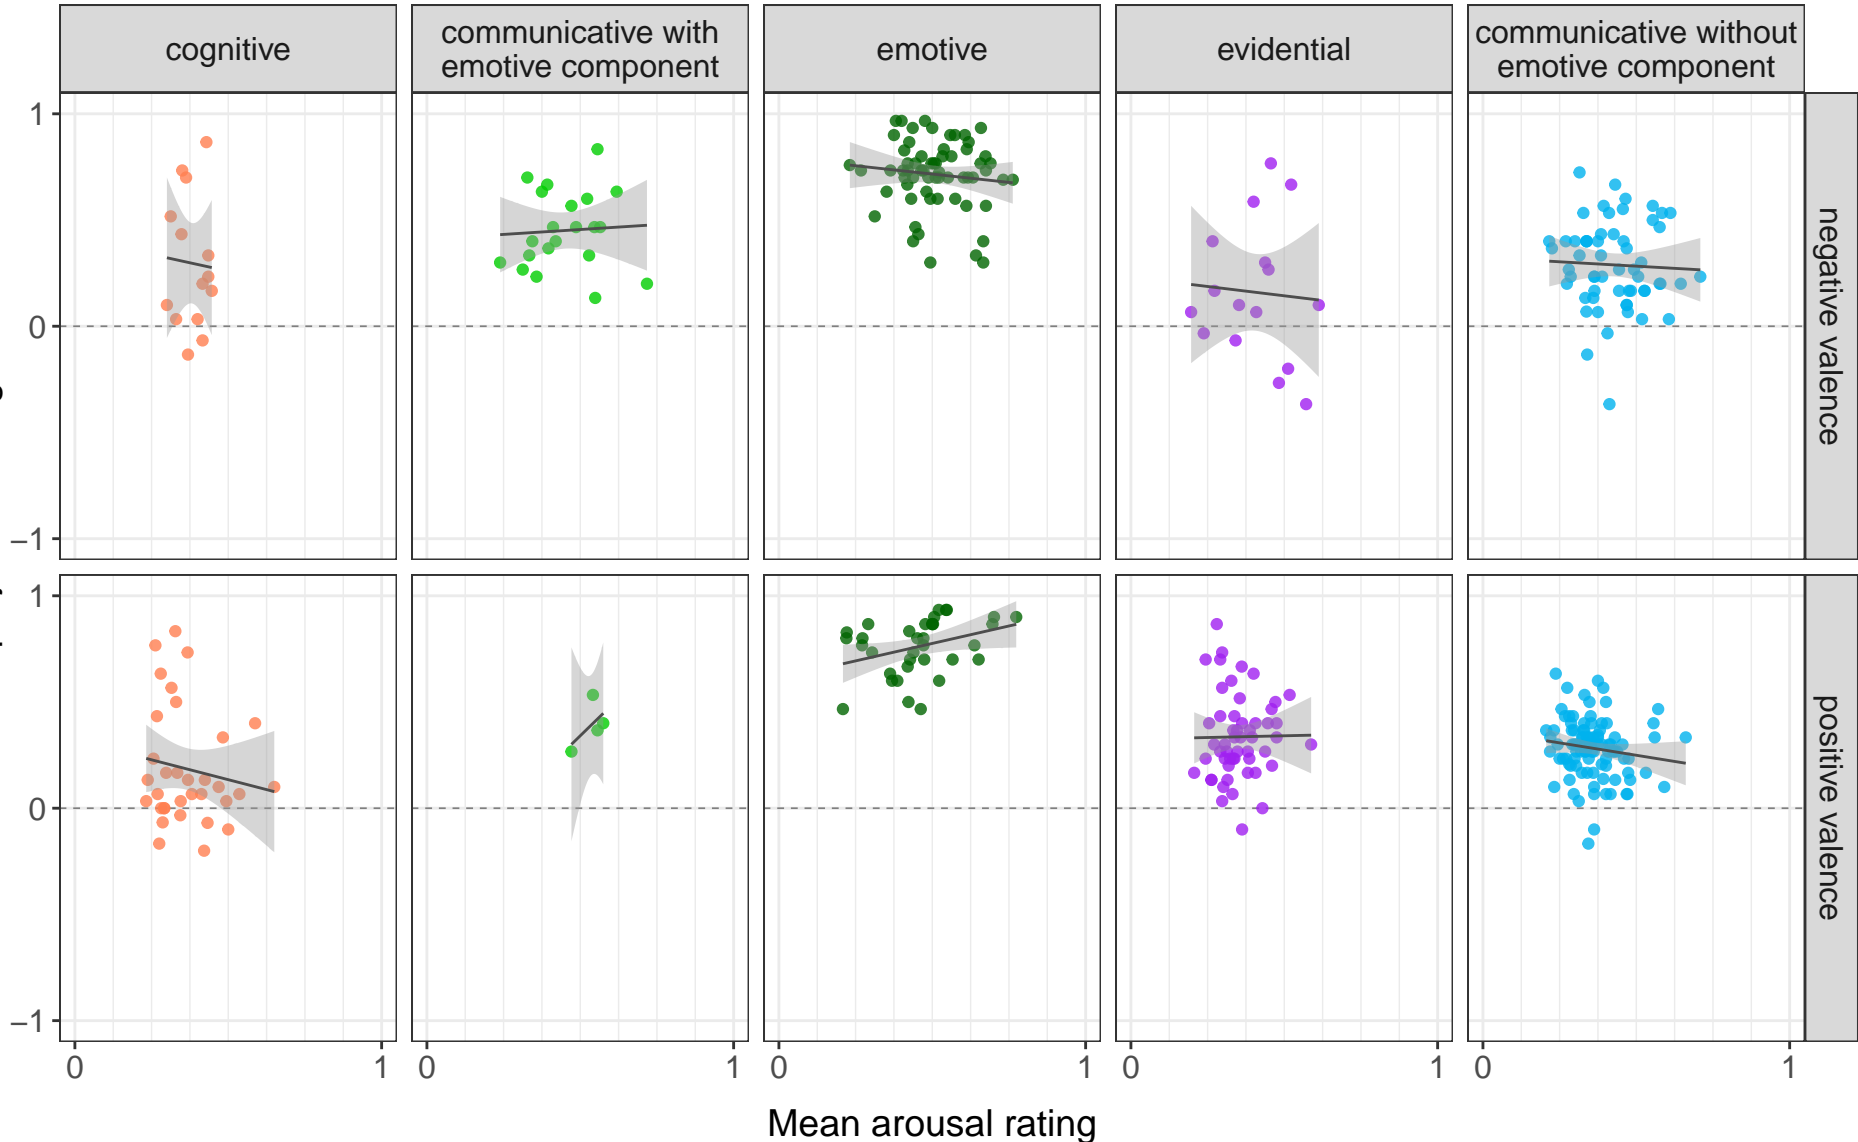 cognitive
communicative with
emotive component
emotive
evidential
communicative without
emotive component
1
0
−1
negative valence
1
0
−1
positive valence
0 1 0 1 0 1 0 1 0 1
Mean arousal rating